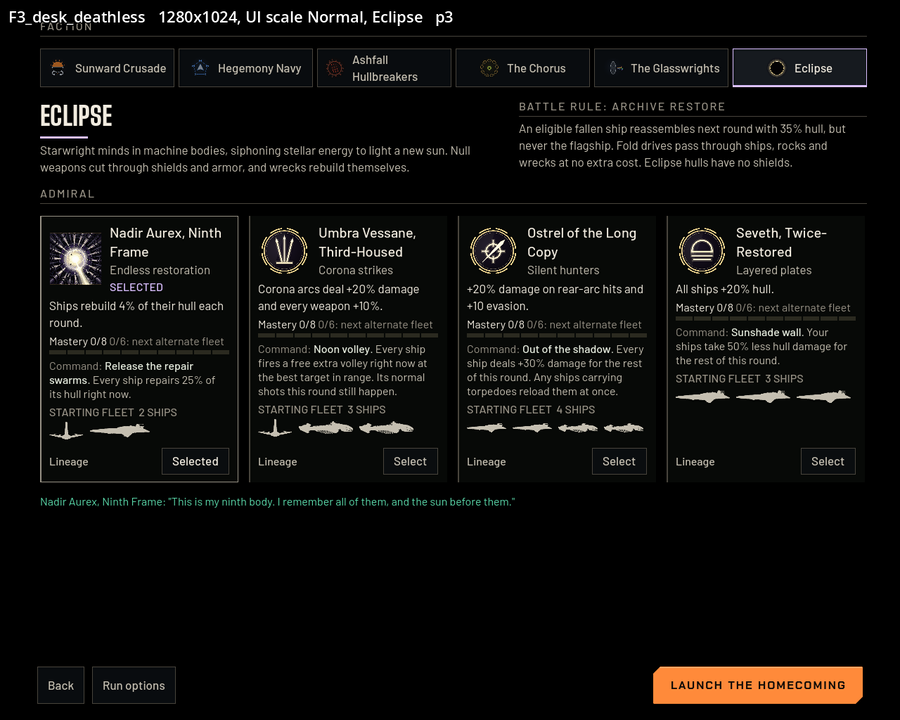 F3_desk_deathless 1280x1024, UI scale Normal, Eclipse p3
FACTION
Sunward Crusade
Hegemony Navy
Ashfall
Hullbreakers
The Chorus
The Glasswrights
Eclipse
ECLIPSE
Starwright minds in machine bodies, siphoning stellar energy to light a new sun. Null
weapons cut through shields and armor, and wrecks rebuild themselves.
BATTLE RULE: ARCHIVE RESTORE
An eligible fallen ship reassembles next round with 35% hull, but
never the flagship. Fold drives pass through ships, rocks and
wrecks at no extra cost. Eclipse hulls have no shields.
ADMIRAL
Nadir Aurex, Ninth
Frame
Endless restoration
SELECTED
Ships rebuild 4% of their hull each
round.
Mastery 0/8 0/6: next alternate fleet
Command: Release the repair
swarms. Every ship repairs 25% of
its hull right now.
STARTING FLEET 2 SHIPS
Lineage
Selected
Umbra Vessane,
Third-Housed
Corona strikes
Corona arcs deal +20% damage
and every weapon +10%.
Mastery 0/8 0/6: next alternate fleet
Command: Noon volley. Every ship
fires a free extra volley right now at
the best target in range. Its normal
shots this round still happen.
STARTING FLEET 3 SHIPS
Lineage
Select
Ostrel of the Long
Copy
Silent hunters
+20% damage on rear-arc hits and
+10 evasion.
Mastery 0/8 0/6: next alternate fleet
Command: Out of the shadow. Every
ship deals +30% damage for the rest
of this round. Any ships carrying
torpedoes reload them at once.
STARTING FLEET 4 SHIPS
Lineage
Select
Seveth, Twice-
Restored
Layered plates
All ships +20% hull.
Mastery 0/8 0/6: next alternate fleet
Command: Sunshade wall. Your
ships take 50% less hull damage for
the rest of this round.
STARTING FLEET 3 SHIPS
Lineage
Select
Nadir Aurex, Ninth Frame: "This is my ninth body. I remember all of them, and the sun before them."
Back
Run options
LAUNCH THE HOMECOMING